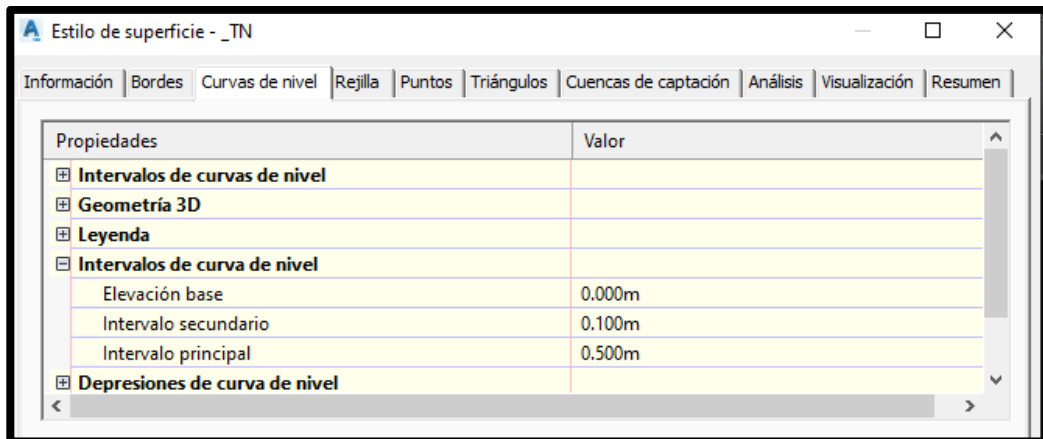 Estilo de superficie - _TN
Información Bordes Curvas de nivel Rejilla Puntos Triángulos Cuencas de captación Análisis Visualización Resumen
Propiedades Valor
Intervalos de curvas de nivel
Geometría 3D
Leyenda
Intervalos de curva de nivel
Elevación base 0.000m
Intervalo secundario 0.100m
Intervalo principal 0.500m
Depresiones de curva de nivel